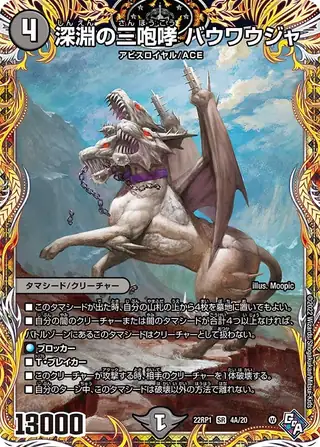 4
しんえん さんぽうこう
深淵の三咆哮 バウワウジャ
アビスロイヤル/ACE
illus. Moopic
タマシード/クリーチャー
■このタマシードが出た時、自分の山札の上から4枚を墓地に置いてもよい。
■自分の闇のクリーチャーまたは闇のタマシードが合計4つ以上なければ、
バトルゾーンにあるこのタマシードはクリーチャーとして扱わない。
■ブロッカー
■T・ブレイカー
■このクリーチャーが攻撃する時、相手のクリーチャーを1体破壊する。
■自分のターン中、このタマシードは破壊以外の方法で離れない。
13000
22RP1 SR 4A/20